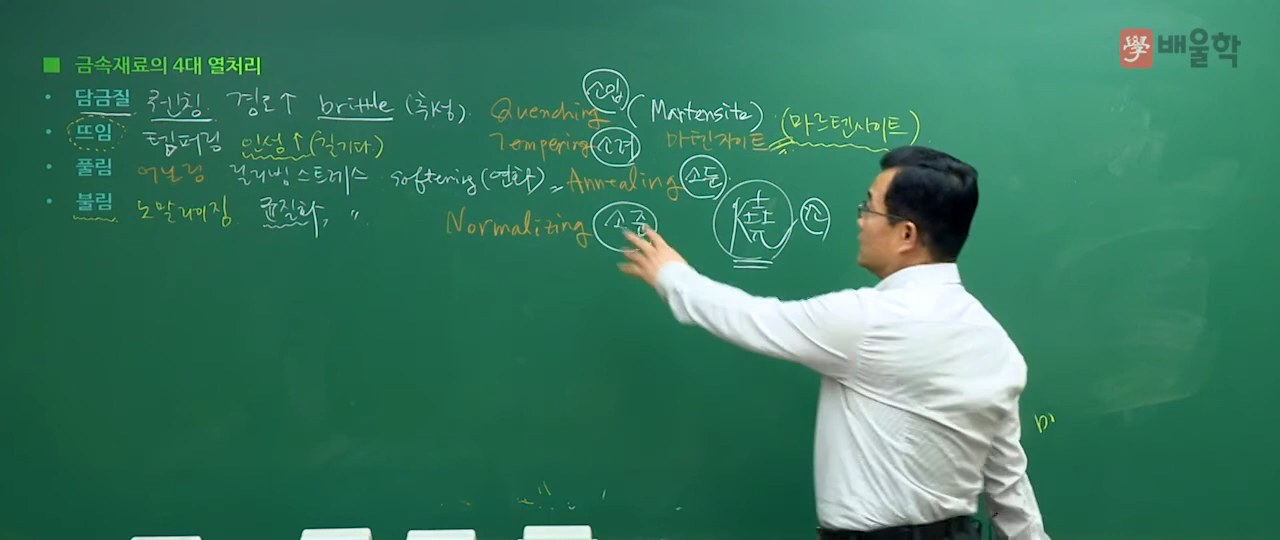 學 배울학
■ 금속재료의 4대 열처리
• 담금질 퀜칭. 경도↑ brittle (취성). Quenching 소입 (Martensite)
• 뜨임 템퍼링 인성↑ (질기다) Tempering 소려 마텐자이트 (마르텐사이트)
• 풀림 어닐링 릴리빙스트레스 softening (연화) = Annealing 소둔
• 불림 노말라이징 균질화, 〃 Normalizing 소준 소